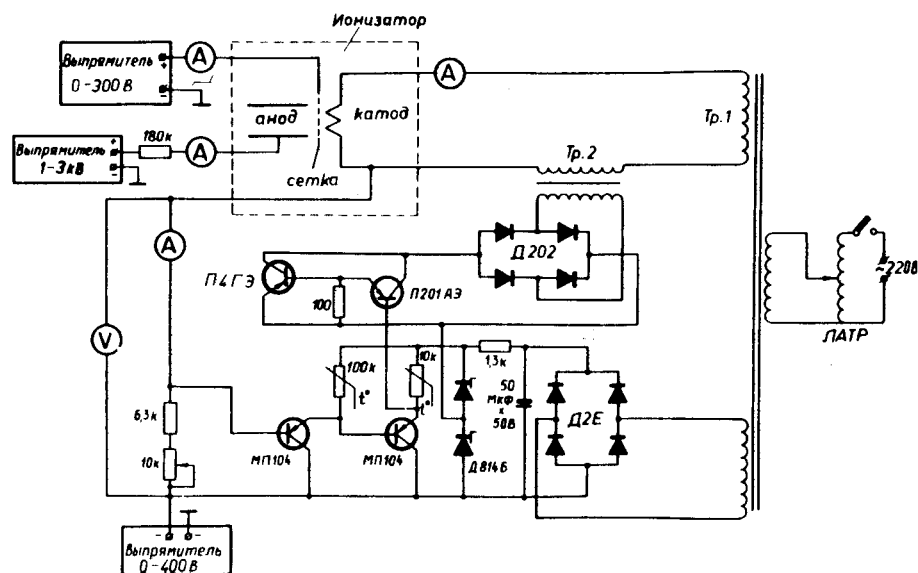 Ионизатор
Выпрямитель
0-300 В
+
-
A
A
анод
катод
сетка
A
Тр.1
Тр.2
Выпрямитель
1-3 кВ
+
-
180к
A
A
V
П4ГЭ
100
П201АЭ
Д202
~220В
ЛАТР
100к
t°
10к
t°
1,3к
50
мкФ
х
50В
Д2Е
Д814Б
6,3к
10к
МП104
МП104
-
-
Выпрямитель
0-400 В